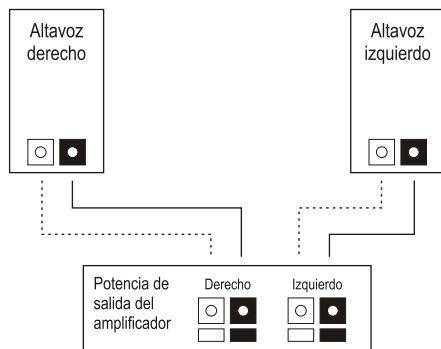 Altavoz
derecho
Altavoz
izquierdo
Potencia de
salida del
amplificador
Derecho
Izquierdo